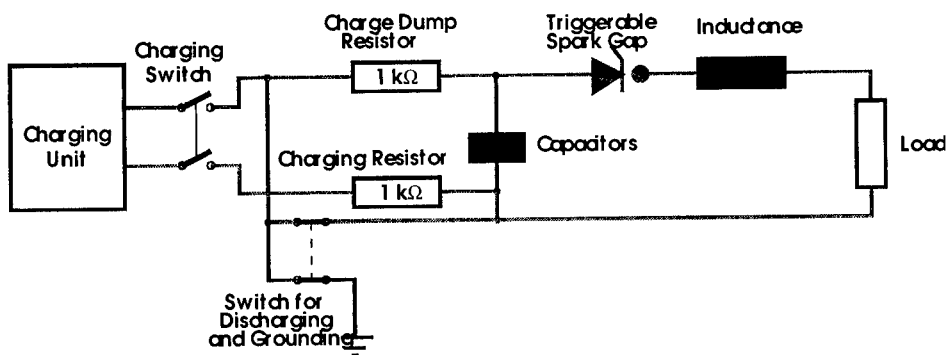 Charge Dump
Resistor
1 kΩ
Triggerable
Spark Gap
Inductance
Charging
Switch
Charging
Unit
Capacitors
Load
Charging Resistor
1 kΩ
Switch for
Discharging
and Grounding